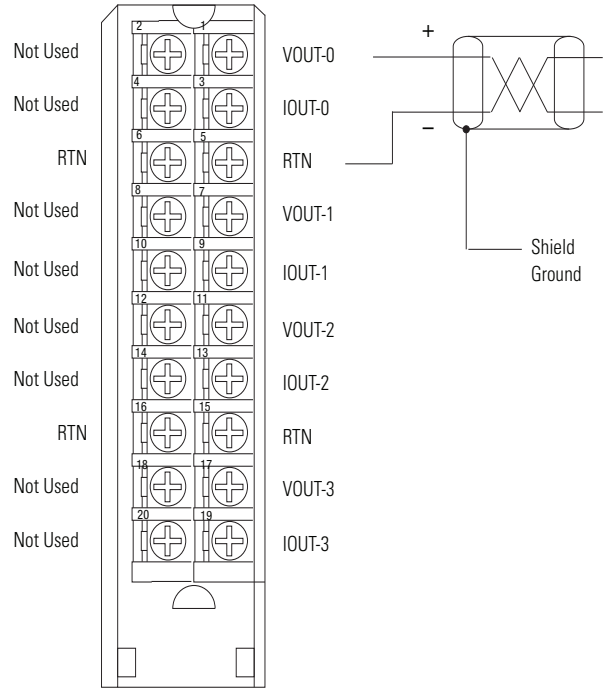 +
2 1
Not Used VOUT-0
4 3
Not Used IOUT-0
–
6 5
RTN RTN
8 7
Not Used VOUT-1
10 9
Shield
Not Used IOUT-1
Ground
12 11
Not Used VOUT-2
14 13
Not Used IOUT-2
16 15
RTN RTN
18 17
Not Used VOUT-3
20 19
Not Used IOUT-3